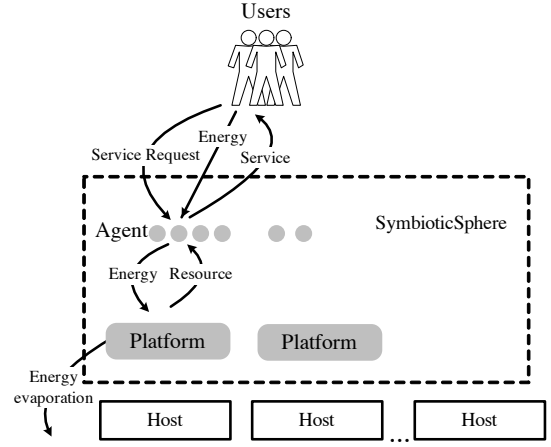 Users
Energy
Service Request
Service
SymbioticSphere
Agent
Energy
Resource
Platform
Platform
Energy
evaporation
Host
Host
...
Host